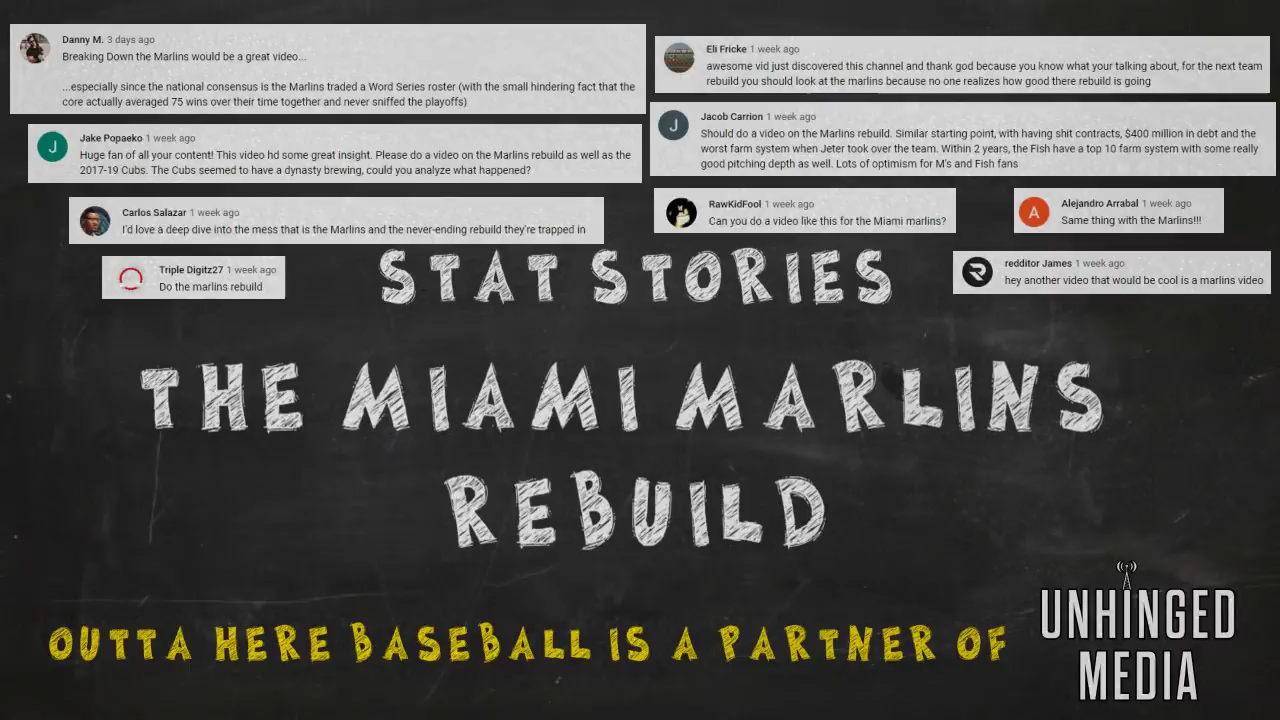 Danny M. 3 days ago
Breaking Down the Marlins would be a great video...
...especially since the national consensus is the Marlins traded a Word Series roster (with the small hindering fact that the
core actually averaged 75 wins over their time together and never sniffed the playoffs)
Eli Fricke 1 week ago
awesome vid just discovered this channel and thank god because you know what your talking about, for the next team
rebuild you should look at the marlins because no one realizes how good there rebuild is going
Jacob Carrion 1 week ago
Should do a video on the Marlins rebuild. Similar starting point, with having shit contracts, $400 million in debt and the
worst farm system when Jeter took over the team. Within 2 years, the Fish have a top 10 farm system with some really
good pitching depth as well. Lots of optimism for M's and Fish fans
Jake Popaeko 1 week ago
Huge fan of all your content! This video hd some great insight. Please do a video on the Marlins rebuild as well as the
2017-19 Cubs. The Cubs seemed to have a dynasty brewing, could you analyze what happened?
Carlos Salazar 1 week ago
I'd love a deep dive into the mess that is the Marlins and the never-ending rebuild they're trapped in
RawKidFool 1 week ago
Can you do a video like this for the Miami marlins?
Alejandro Arrabal 1 week ago
Same thing with the Marlins!!!
Triple Digitz27 1 week ago
Do the marlins rebuild
redditor James 1 week ago
hey another video that would be cool is a marlins video
STAT STORIES
THE MIAMI MARLINS
REBUILD
OUTTA HERE BASEBALL IS A PARTNER OF
UNHINGED
MEDIA